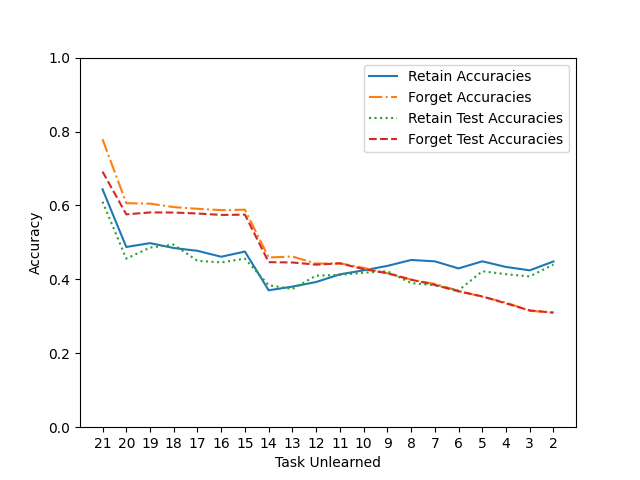 Retain Accuracies
Forget Accuracies
Retain Test Accuracies
Forget Test Accuracies
Accuracy
1.0
0.8
0.6
0.4
0.2
0.0
21 20 19 18 17 16 15 14 13 12 11 10 9 8 7 6 5 4 3 2
Task Unlearned